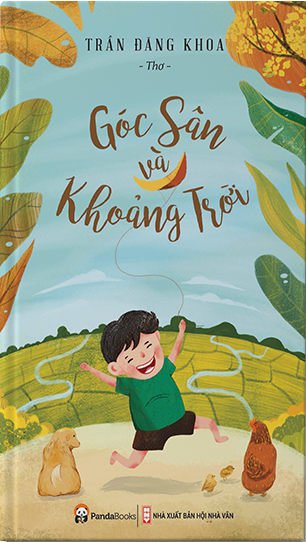 TRẦN ĐĂNG KHOA
- Thơ -
Góc Sân
và
Khoảng Trời
PandaBooks
NHÀ XUẤT BẢN HỘI NHÀ VĂN